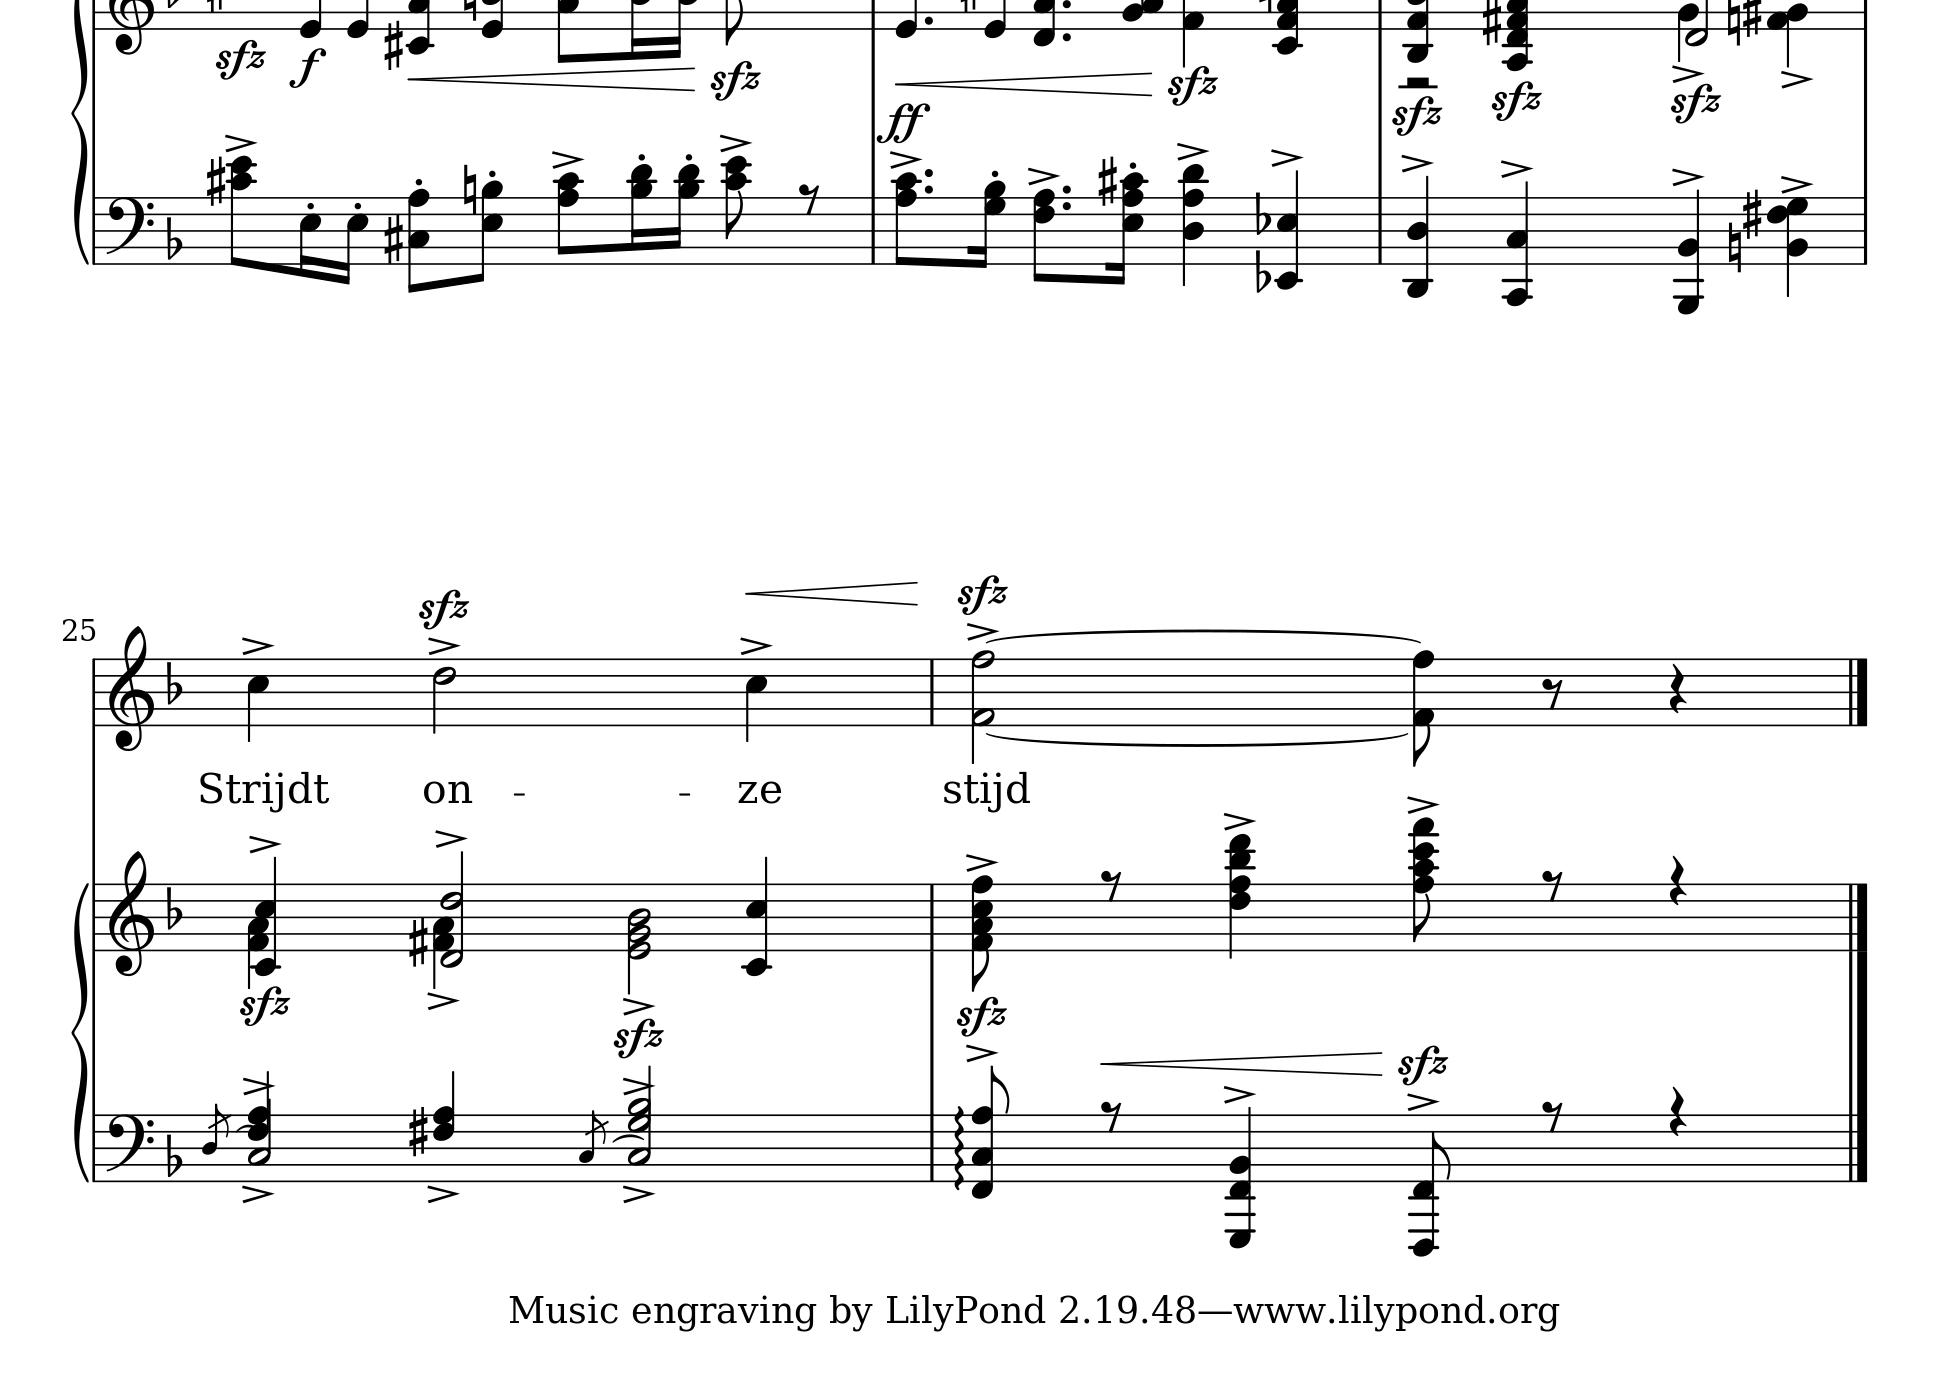 sfz f sfz ff sfz sfz sfz sfz
sfz sfz
25
Strijdt on - - ze stijd
sfz sfz sfz
sfz
Music engraving by LilyPond 2.19.48—www.lilypond.org